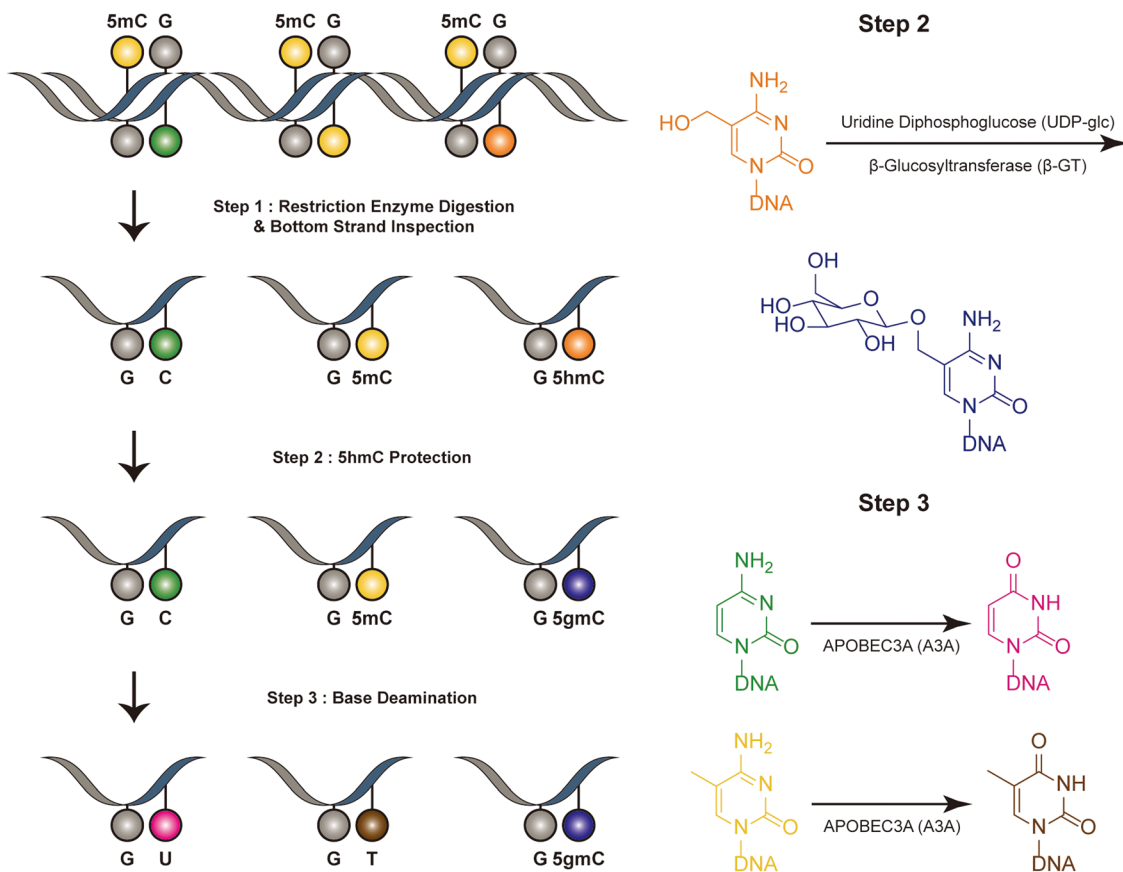 5mC G 5mC G 5mC G
Step 1 : Restriction Enzyme Digestion
& Bottom Strand Inspection
G C G 5mC G 5hmC
Step 2 : 5hmC Protection
G C G 5mC G 5gmC
Step 3 : Base Deamination
G U G T G 5gmC
Step 2
NH2
HO
N
N
O
DNA
Uridine Diphosphoglucose (UDP-glc)
β-Glucosyltransferase (β-GT)
OH
HO
O
HO
OH
O
NH2
N
N
O
DNA
Step 3
NH2
N
N
O
DNA
APOBEC3A (A3A)
O
NH
N
O
DNA
NH2
N
N
O
DNA
APOBEC3A (A3A)
O
NH
N
O
DNA